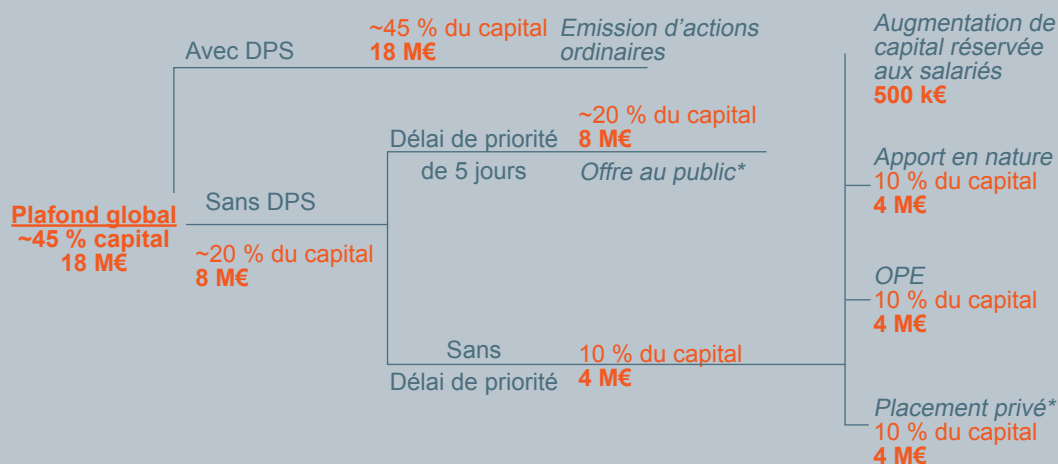 Plafond global
~45 % capital
18 M€
Avec DPS
~45 % du capital
18 M€
Emission d’actions
ordinaires
Sans DPS
~20 % du capital
8 M€
Délai de priorité
de 5 jours
~20 % du capital
8 M€
Offre au public*
Sans
Délai de priorité
10 % du capital
4 M€
Augmentation de
capital réservée
aux salariés
500 k€
Apport en nature
10 % du capital
4 M€
OPE
10 % du capital
4 M€
Placement privé*
10 % du capital
4 M€